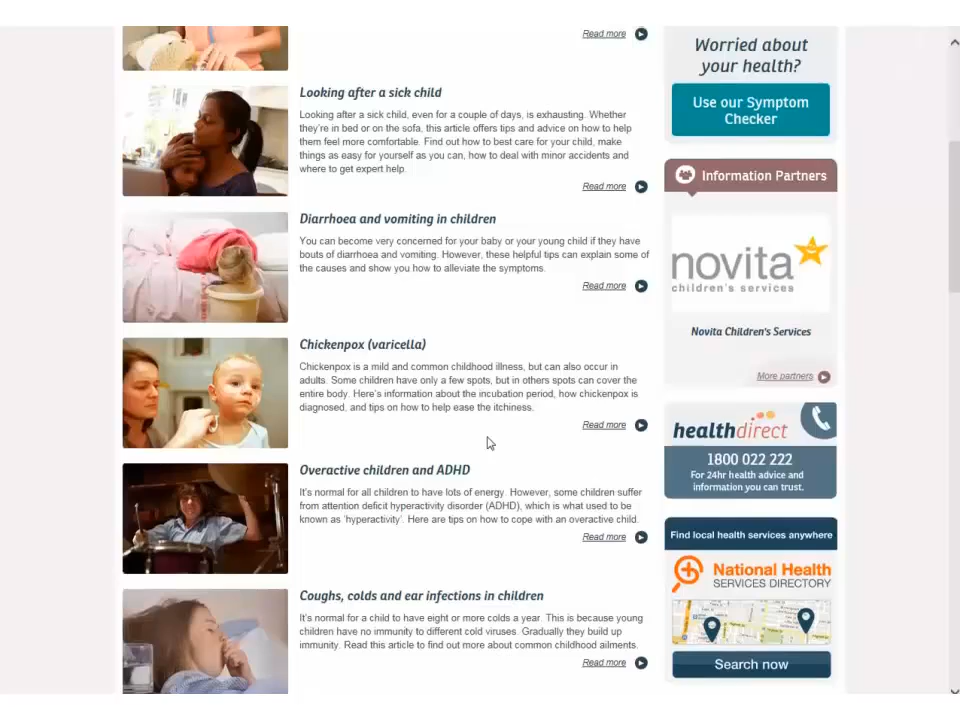 Read more
Looking after a sick child
Looking after a sick child, even for a couple of days, is exhausting. Whether
they're in bed or on the sofa, this article offers tips and advice on how to help
them feel more comfortable. Find out how to best care for your child, make
things as easy for yourself as you can, how to deal with minor accidents and
where to get expert help.
Read more
Diarrhoea and vomiting in children
You can become very concerned for your baby or your young child if they have
bouts of diarrhoea and vomiting. However, these helpful tips can explain some of
the causes and show you how to alleviate the symptoms.
Read more
Chickenpox (varicella)
Chickenpox is a mild and common childhood illness, but can also occur in
adults. Some children have only a few spots, but in others spots can cover the
entire body. Here's information about the incubation period, how chickenpox is
diagnosed, and tips on how to help ease the itchiness.
Read more
Overactive children and ADHD
It's normal for all children to have lots of energy. However, some children suffer
from attention deficit hyperactivity disorder (ADHD), which is what used to be
known as 'hyperactivity'. Here are tips on how to cope with an overactive child.
Read more
Coughs, colds and ear infections in children
It's normal for a child to have eight or more colds a year. This is because young
children have no immunity to different cold viruses. Gradually they build up
immunity. Read this article to find out more about common childhood ailments.
Read more
Worried about
your health?
Use our Symptom
Checker
Information Partners
novita
children's services
Novita Children's Services
More partners
healthdirect
1800 022 222
For 24hr health advice and
information you can trust.
Find local health services anywhere
National Health
SERVICES DIRECTORY
Search now